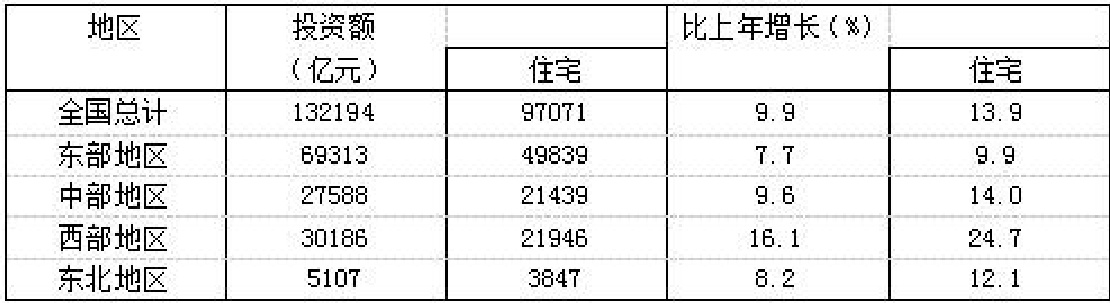 地区 投资额 比上年增长(%)
(亿元) 住宅 住宅
全国总计 132194 97071 9.9 13.9
东部地区 69313 49839 7.7 9.9
中部地区 27588 21439 9.6 14.0
西部地区 30186 21946 16.1 24.7
东北地区 5107 3847 8.2 12.1